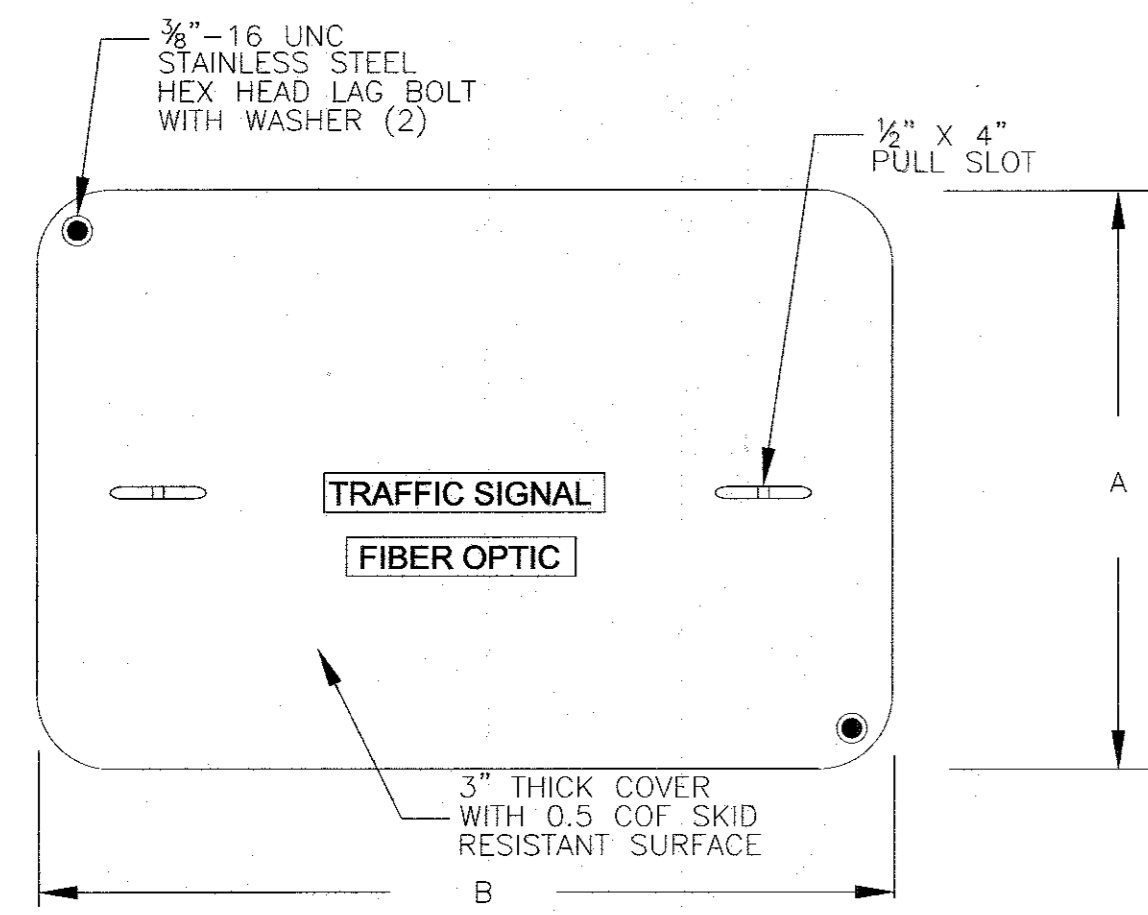 ⅜"-16 UNC
STAINLESS STEEL
HEX HEAD LAG BOLT
WITH WASHER (2)
½" X 4"
PULL SLOT
A
TRAFFIC SIGNAL
FIBER OPTIC
3" THICK COVER
WITH 0.5 COF SKID
RESISTANT SURFACE
B